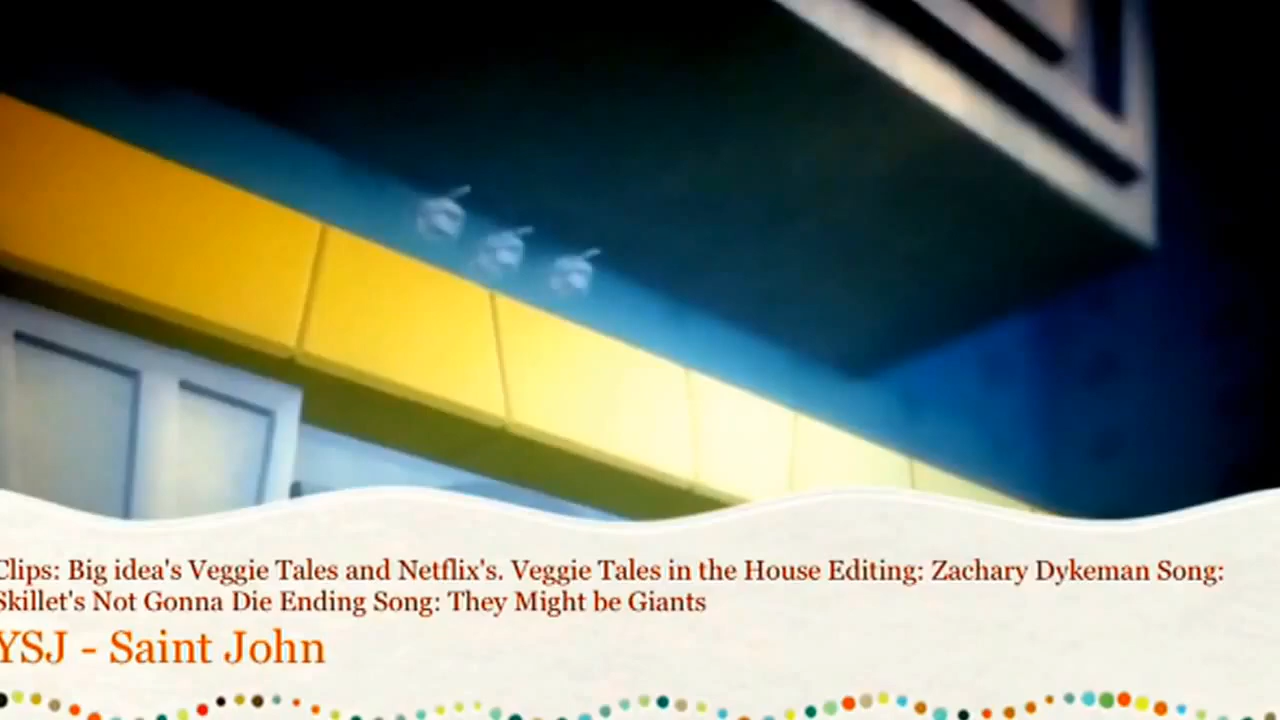 Clips: Big idea's Veggie Tales and Netflix's. Veggie Tales in the House Editing: Zachary Dykeman Song:
Skillet's Not Gonna Die Ending Song: They Might be Giants
YSJ - Saint John